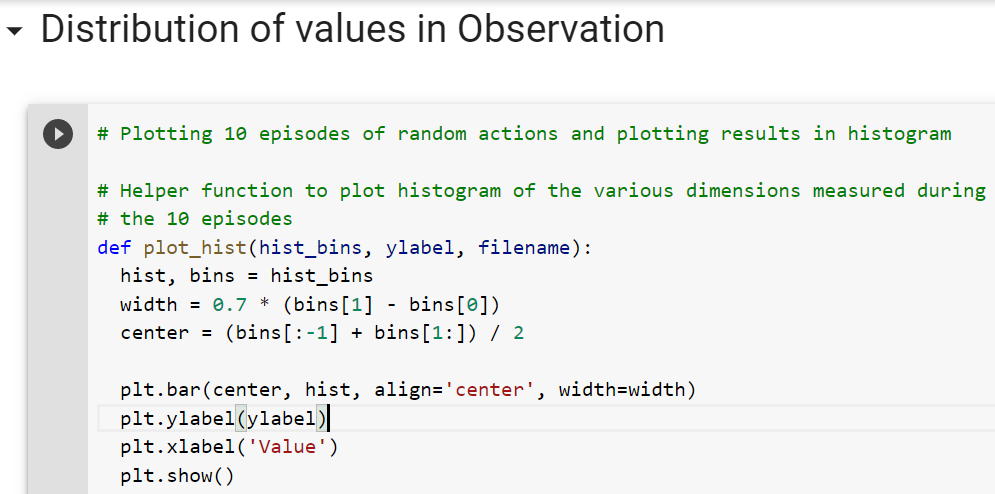 Distribution of values in Observation
# Plotting 10 episodes of random actions and plotting results in histogram
# Helper function to plot histogram of the various dimensions measured during
# the 10 episodes
def plot_hist(hist_bins, ylabel, filename):
  hist, bins = hist_bins
  width = 0.7 * (bins[1] - bins[0])
  center = (bins[:-1] + bins[1:]) / 2
  plt.bar(center, hist, align='center', width=width)
  plt.ylabel(ylabel)
  plt.xlabel('Value')
  plt.show()